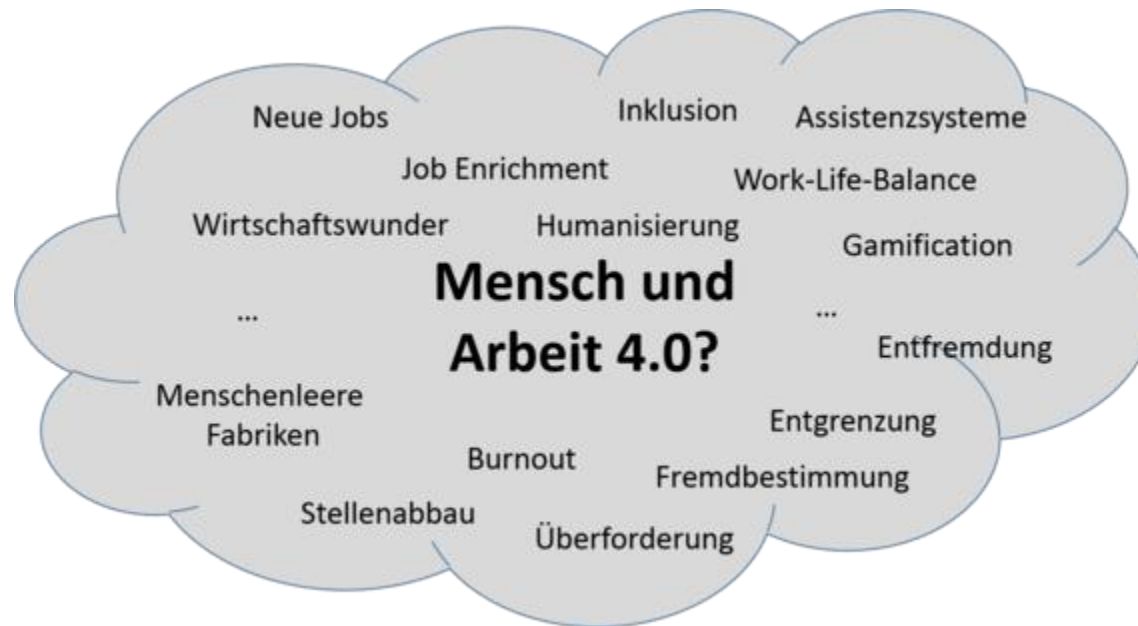 Neue Jobs
Inklusion
Assistenzsysteme
Job Enrichment
Work-Life-Balance
Wirtschaftswunder
Humanisierung
Gamification
Mensch und
Arbeit 4.0?
...
...
Entfremdung
Menschenleere
Fabriken
Entgrenzung
Burnout
Fremdbestimmung
Stellenabbau
Überforderung